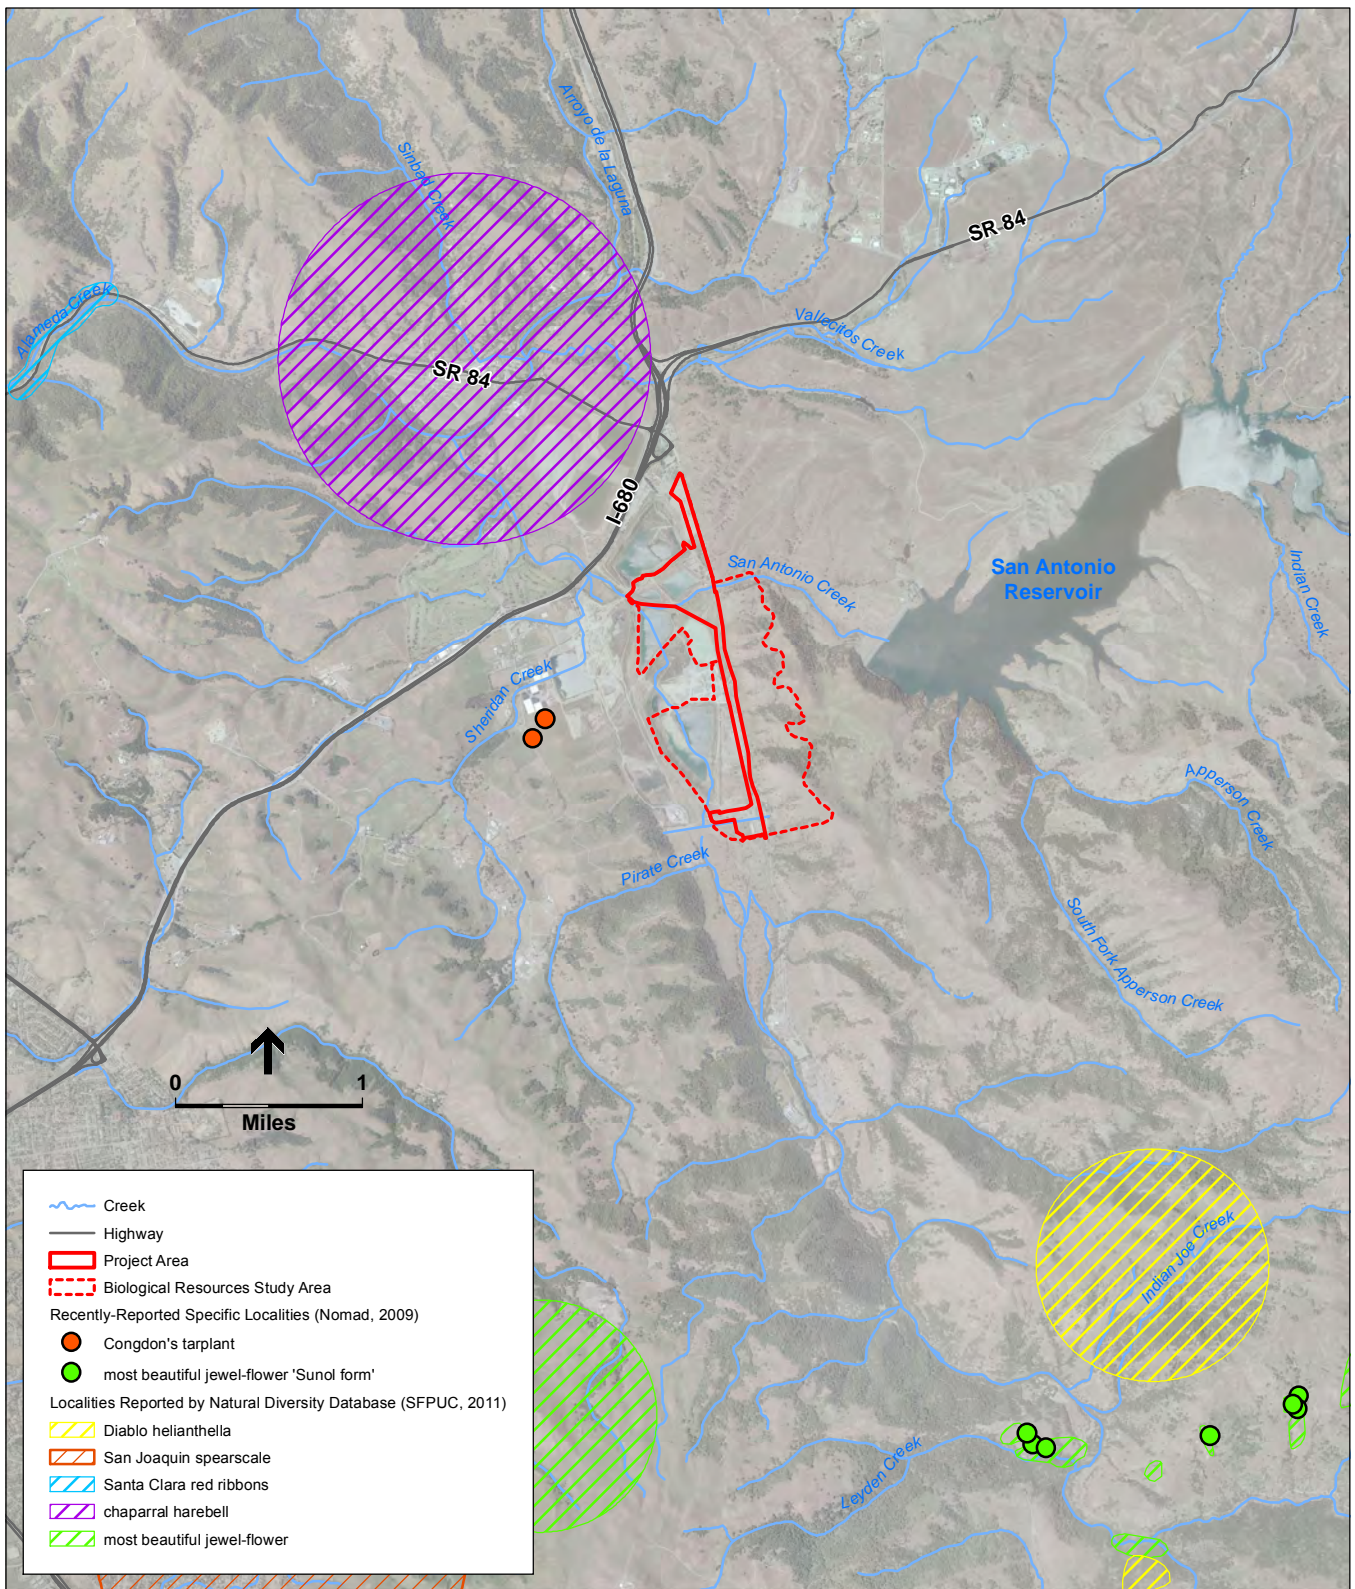 Arroyo de la Laguna
Sinbad Creek
SR 84
Alameda Creek
Vallecitos Creek
SR 84
I-680
San Antonio Creek
San Antonio
Reservoir
Indian Creek
Sheridan Creek
Apperson Creek
Pirate Creek
South Fork Apperson Creek
0 1
Miles
Indian Joe Creek
Leyden Creek
Creek
Highway
Project Area
Biological Resources Study Area
Recently-Reported Specific Localities (Nomad, 2009)
Congdon's tarplant
most beautiful jewel-flower 'Sunol form'
Localities Reported by Natural Diversity Database (SFPUC, 2011)
Diablo helianthella
San Joaquin spearscale
Santa Clara red ribbons
chaparral harebell
most beautiful jewel-flower